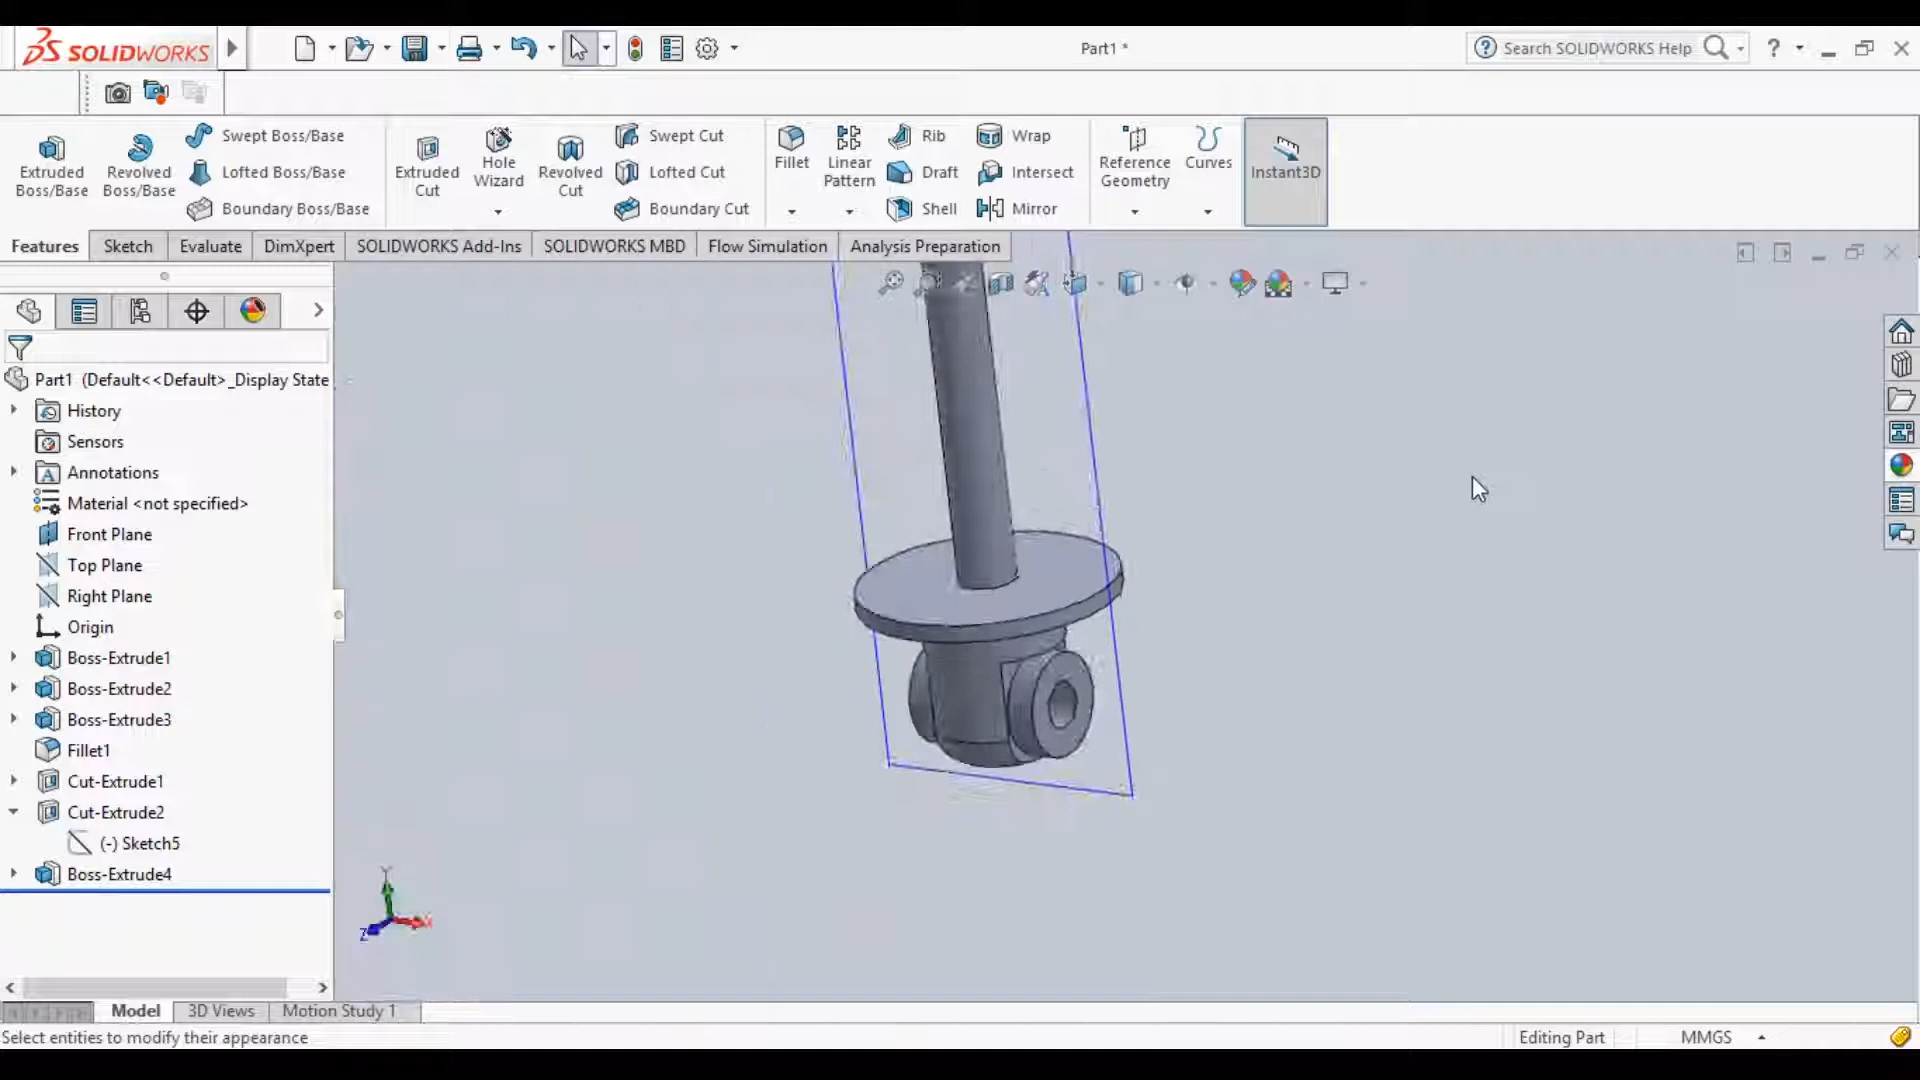 SOLIDWORKS
Part1 *
Search SOLIDWORKS Help
?
Extruded Boss/Base
Revolved Boss/Base
Swept Boss/Base
Lofted Boss/Base
Boundary Boss/Base
Extruded Cut
Hole Wizard
Revolved Cut
Swept Cut
Lofted Cut
Boundary Cut
Fillet
Linear Pattern
Rib
Draft
Shell
Wrap
Intersect
Mirror
Reference Geometry
Curves
Instant3D
Features
Sketch
Evaluate
DimXpert
SOLIDWORKS Add-Ins
SOLIDWORKS MBD
Flow Simulation
Analysis Preparation
Part1 (Default<<Default>_Display State
History
Sensors
Annotations
Material <not specified>
Front Plane
Top Plane
Right Plane
Origin
Boss-Extrude1
Boss-Extrude2
Boss-Extrude3
Fillet1
Cut-Extrude1
Cut-Extrude2
(-) Sketch5
Boss-Extrude4
Y
X
Z
Model
3D Views
Motion Study 1
Select entities to modify their appearance
Editing Part
MMGS